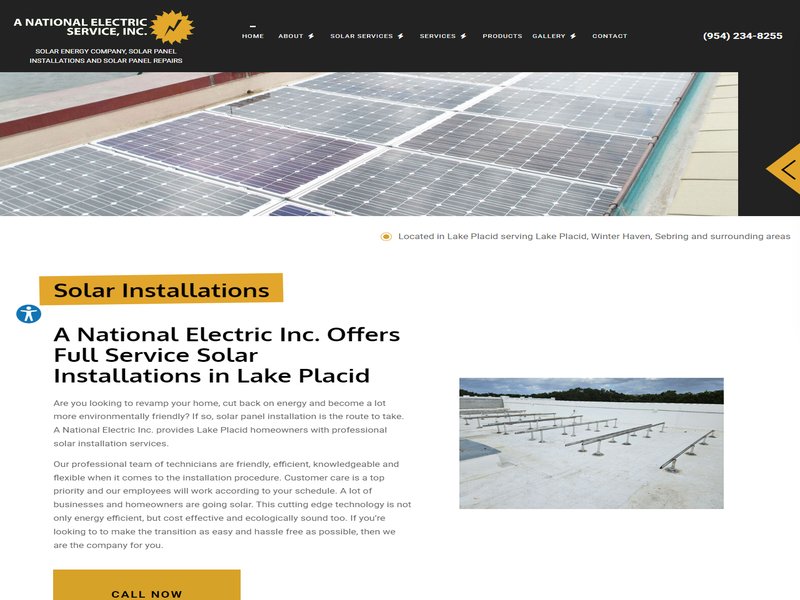 A NATIONAL ELECTRIC
SERVICE, INC.
SOLAR ENERGY COMPANY, SOLAR PANEL
INSTALLATIONS AND SOLAR PANEL REPAIRS
HOME ABOUT SOLAR SERVICES SERVICES PRODUCTS GALLERY CONTACT
(954) 234-8255
Located in Lake Placid serving Lake Placid, Winter Haven, Sebring and surrounding areas
Solar Installations
A National Electric Inc. Offers
Full Service Solar
Installations in Lake Placid
Are you looking to revamp your home, cut back on energy and become a lot
more environmentally friendly? If so, solar panel installation is the route to take.
A National Electric Inc. provides Lake Placid homeowners with professional
solar installation services.
Our professional team of technicians are friendly, efficient, knowledgeable and
flexible when it comes to the installation procedure. Customer care is a top
priority and our employees will work according to your schedule. A lot of
businesses and homeowners are going solar. This cutting edge technology is not
only energy efficient, but cost effective and ecologically sound too. If you're
looking to to make the transition as easy and hassle free as possible, then we
are the company for you.
CALL NOW